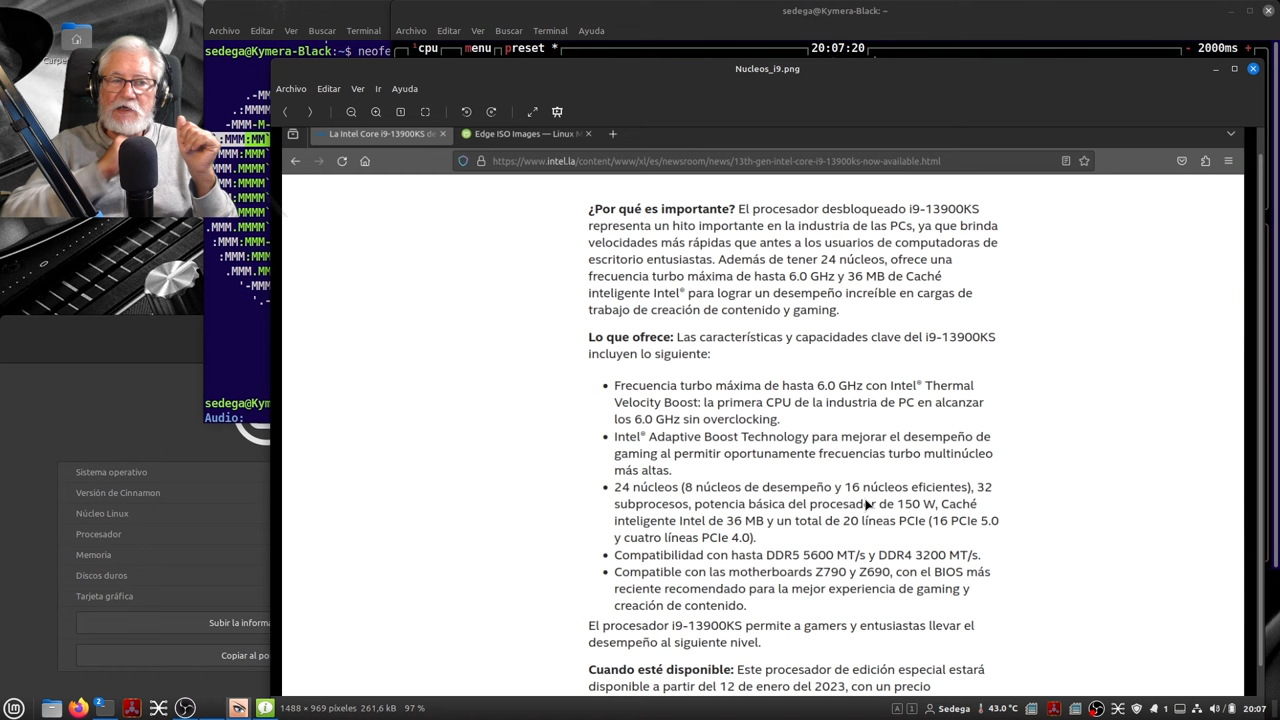 sedega@Kymera-Black: ~
Archivo Editar Ver Buscar Terminal
Archivo Editar Ver Buscar Terminal Ayuda
sedega@Kymera-Black:~$ neofe
¹cpu menu preset * 20:07:20 - 2000ms +
Nucleos_i9.png
Archivo Editar Ver Ir Ayuda
La Intel Core i9-13900KS de
Edge ISO Images — Linux M
https://www.intel.la/content/www/xl/es/newsroom/news/13th-gen-intel-core-i9-13900ks-now-available.html
¿Por qué es importante? El procesador desbloqueado i9-13900KS
representa un hito importante en la industria de las PCs, ya que brinda
velocidades más rápidas que antes a los usuarios de computadoras de
escritorio entusiastas. Además de tener 24 núcleos, ofrece una
frecuencia turbo máxima de hasta 6.0 GHz y 36 MB de Caché
inteligente Intel® para lograr un desempeño increíble en cargas de
trabajo de creación de contenido y gaming.
Lo que ofrece: Las características y capacidades clave del i9-13900KS
incluyen lo siguiente:
• Frecuencia turbo máxima de hasta 6.0 GHz con Intel® Thermal
Velocity Boost: la primera CPU de la industria de PC en alcanzar
los 6.0 GHz sin overclocking.
• Intel® Adaptive Boost Technology para mejorar el desempeño de
gaming al permitir oportunamente frecuencias turbo multinúcleo
más altas.
• 24 núcleos (8 núcleos de desempeño y 16 núcleos eficientes), 32
subprocesos, potencia básica del procesador de 150 W, Caché
inteligente Intel de 36 MB y un total de 20 líneas PCIe (16 PCIe 5.0
y cuatro líneas PCIe 4.0).
• Compatibilidad con hasta DDR5 5600 MT/s y DDR4 3200 MT/s.
• Compatible con las motherboards Z790 y Z690, con el BIOS más
reciente recomendado para la mejor experiencia de gaming y
creación de contenido.
El procesador i9-13900KS permite a gamers y entusiastas llevar el
desempeño al siguiente nivel.
Cuando esté disponible: Este procesador de edición especial estará
disponible a partir del 12 de enero del 2023, con un precio
sedega@Kym
Audio:
Sistema operativo
Versión de Cinnamon
Núcleo Linux
Procesador
Memoria
Discos duros
Tarjeta gráfica
Subir la informa
Copiar al po
1488 × 969 píxeles 261,6 kB 97 %
Sedega 43.0°C 1 20:07